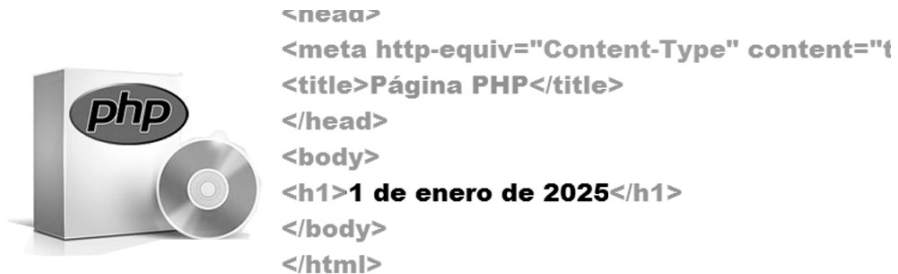 php
<head>
<meta http-equiv="Content-Type" content="t
<title>Página PHP</title>
</head>
<body>
<h1>1 de enero de 2025</h1>
</body>
</html>